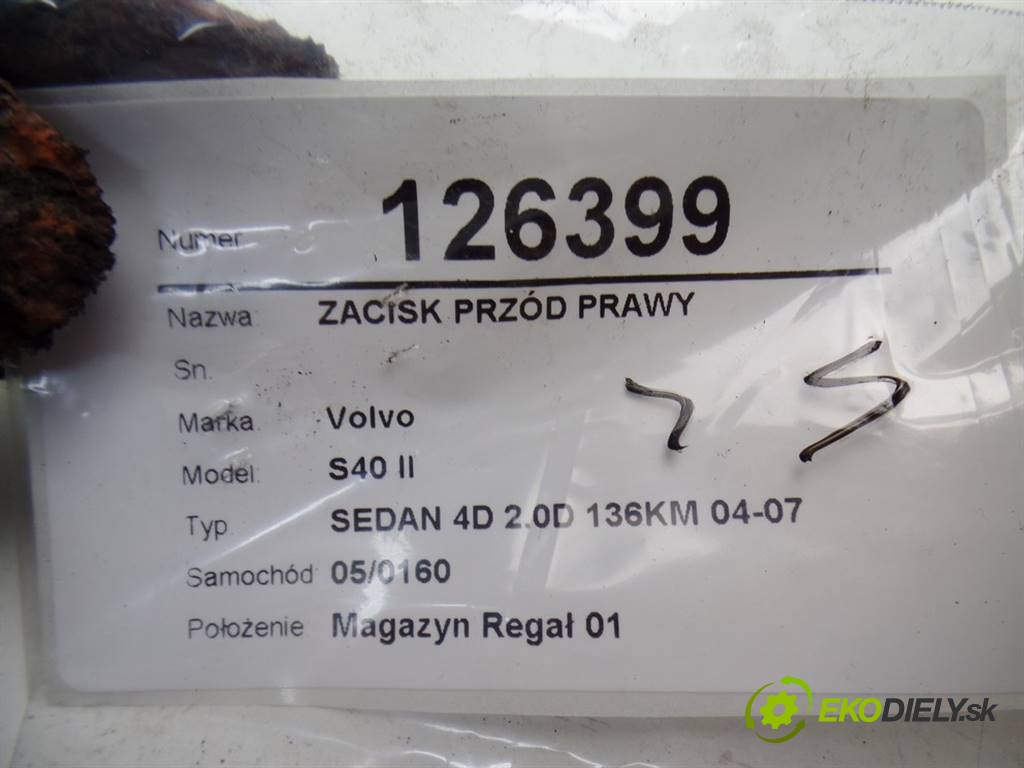 Numer 126399
Nazwa ZACISK PRZÓD PRAWY
Sn.
Marka Volvo
Model: S40 II
Typ SEDAN 4D 2.0D 136KM 04-07
Samochód 05/0160
Położenie Magazyn Regał 01
EKODIELY.sk